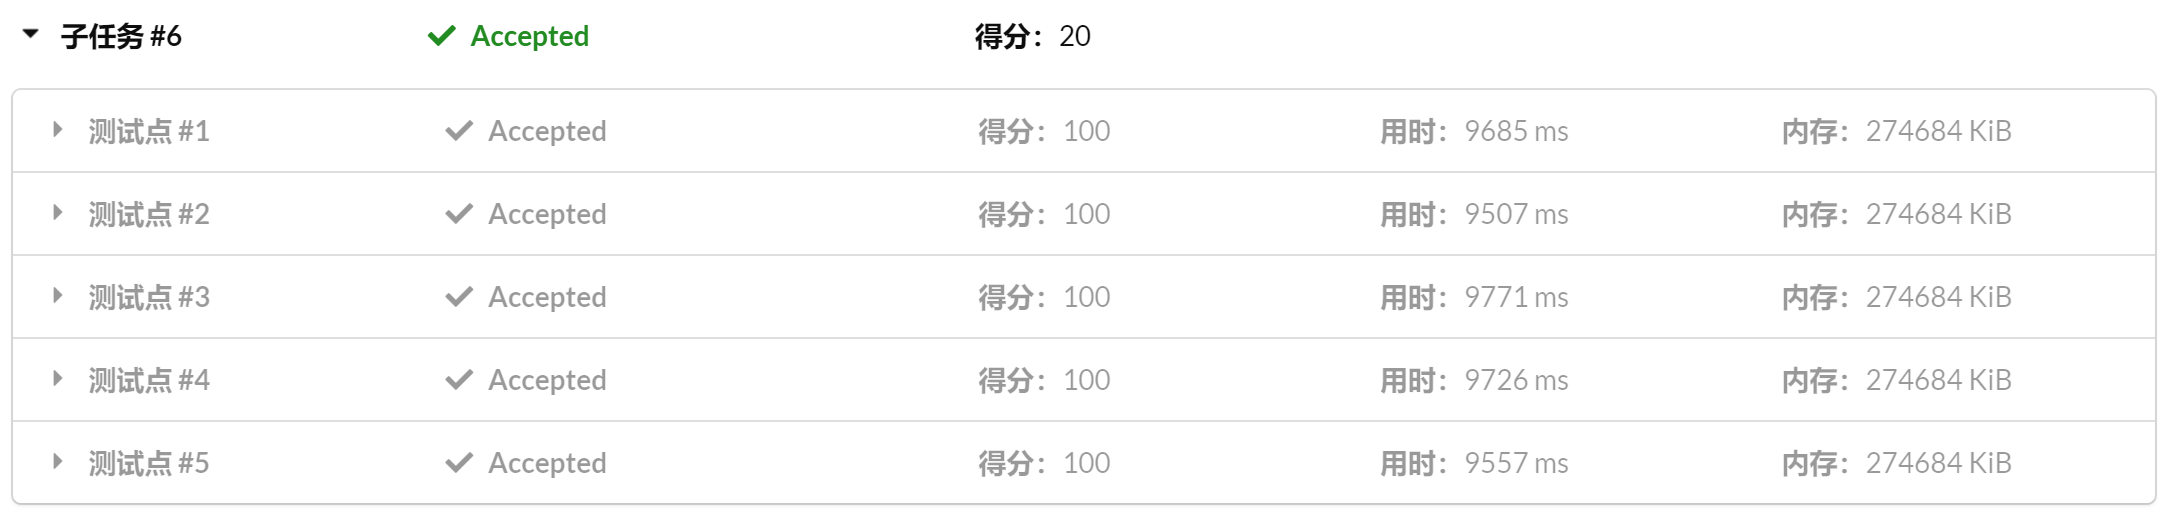 子任务 #6 Accepted 得分：20
测试点 #1 Accepted 得分：100 用时：9685 ms 内存：274684 KiB
测试点 #2 Accepted 得分：100 用时：9507 ms 内存：274684 KiB
测试点 #3 Accepted 得分：100 用时：9771 ms 内存：274684 KiB
测试点 #4 Accepted 得分：100 用时：9726 ms 内存：274684 KiB
测试点 #5 Accepted 得分：100 用时：9557 ms 内存：274684 KiB